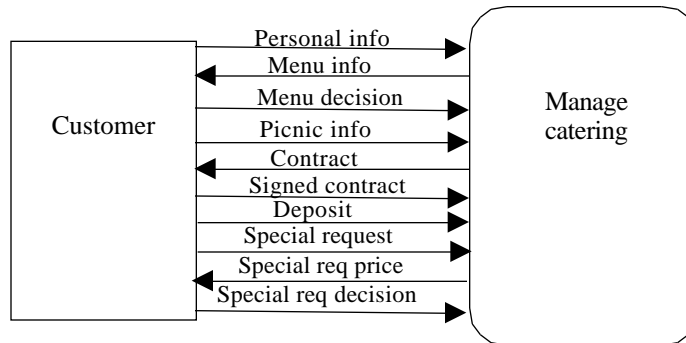 Personal info
Menu info
Menu decision
Customer
Picnic info
Manage
catering
Contract
Signed contract
Deposit
Special request
Special req price
Special req decision